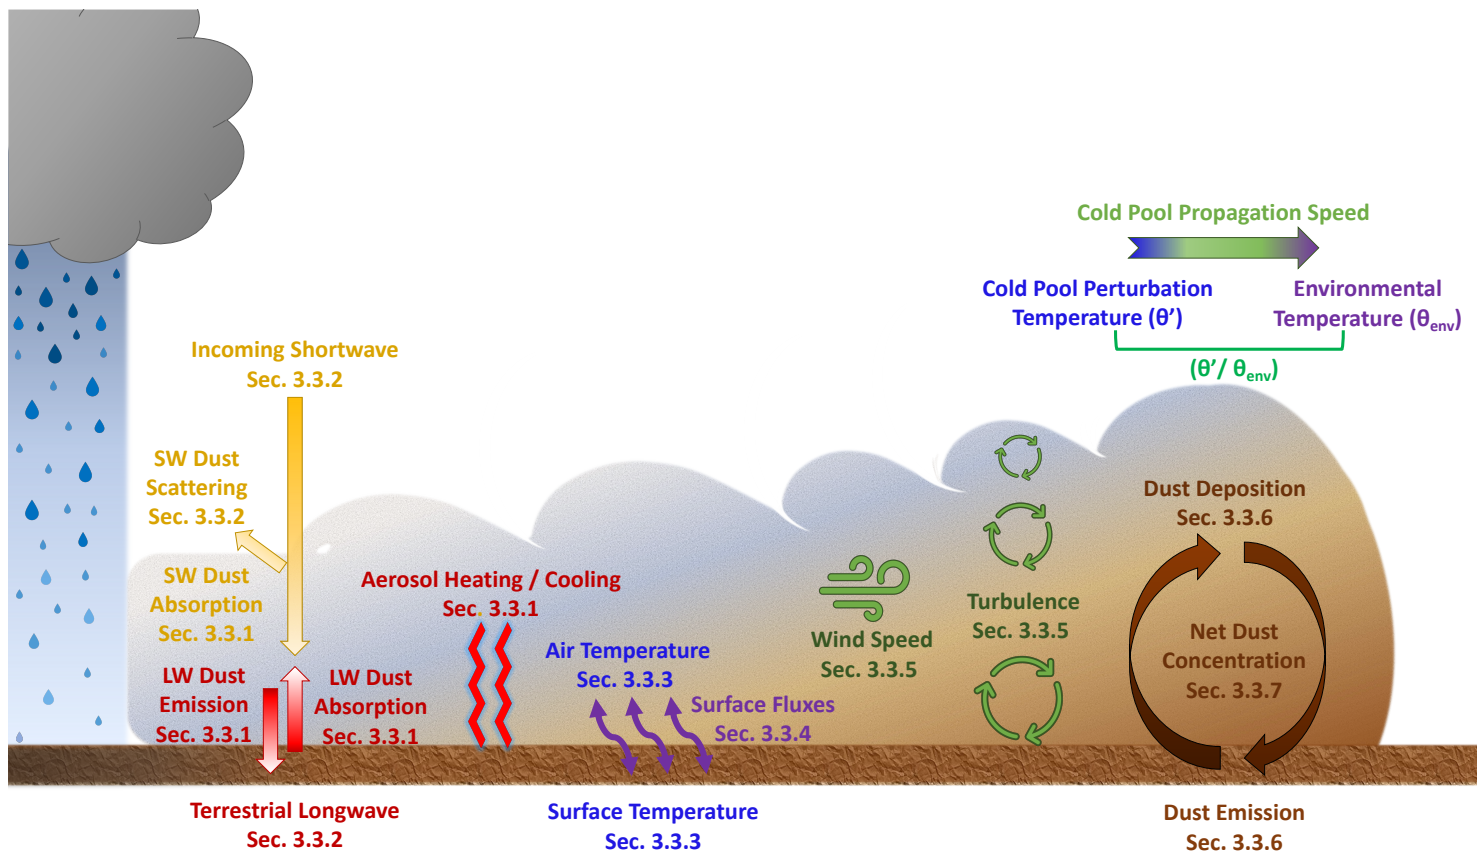 Cold Pool Propagation Speed
Cold Pool Perturbation
Temperature (θ’)
Environmental
Temperature (θenv)
(θ’/ θenv)
Incoming Shortwave
Sec. 3.3.2
SW Dust
Scattering
Sec. 3.3.2
SW Dust
Absorption
Sec. 3.3.1
LW Dust
Emission
Sec. 3.3.1
LW Dust
Absorption
Sec. 3.3.1
Terrestrial Longwave
Sec. 3.3.2
Aerosol Heating / Cooling
Sec. 3.3.1
Air Temperature
Sec. 3.3.3
Surface Fluxes
Sec. 3.3.4
Surface Temperature
Sec. 3.3.3
Wind Speed
Sec. 3.3.5
Turbulence
Sec. 3.3.5
Dust Deposition
Sec. 3.3.6
Net Dust
Concentration
Sec. 3.3.7
Dust Emission
Sec. 3.3.6